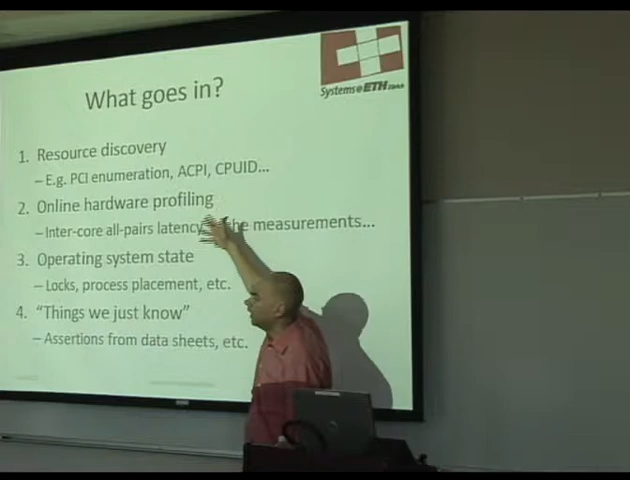 What goes in?
Systems@ETH Zürich
1. Resource discovery
–E.g. PCI enumeration, ACPI, CPUID...
2. Online hardware profiling
–Inter-core all-pairs latency measurements...
3. Operating system state
–Locks, process placement, etc.
4. “Things we just know”
–Assertions from data sheets, etc.